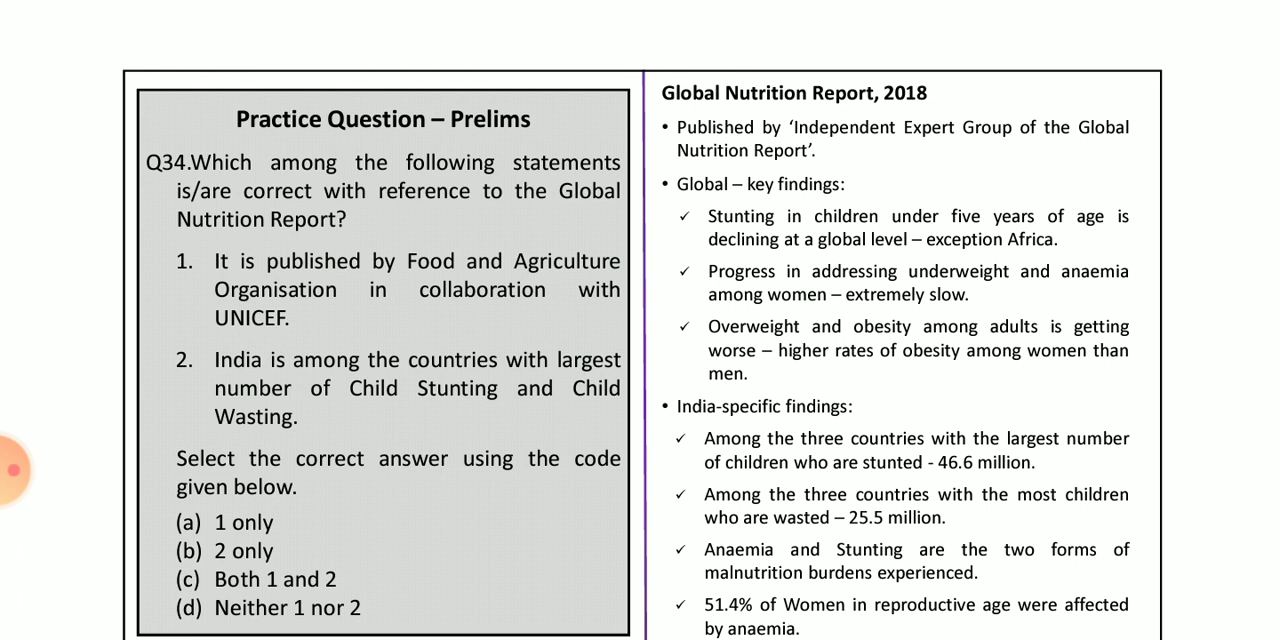 Practice Question – Prelims
Q34.Which among the following statements
is/are correct with reference to the Global
Nutrition Report?
1. It is published by Food and Agriculture
Organisation in collaboration with
UNICEF.
2. India is among the countries with largest
number of Child Stunting and Child
Wasting.
Select the correct answer using the code
given below.
(a) 1 only
(b) 2 only
(c) Both 1 and 2
(d) Neither 1 nor 2
Global Nutrition Report, 2018
• Published by ‘Independent Expert Group of the Global
Nutrition Report’.
• Global – key findings:
✓ Stunting in children under five years of age is
declining at a global level – exception Africa.
✓ Progress in addressing underweight and anaemia
among women – extremely slow.
✓ Overweight and obesity among adults is getting
worse – higher rates of obesity among women than
men.
• India-specific findings:
✓ Among the three countries with the largest number
of children who are stunted - 46.6 million.
✓ Among the three countries with the most children
who are wasted – 25.5 million.
✓ Anaemia and Stunting are the two forms of
malnutrition burdens experienced.
✓ 51.4% of Women in reproductive age were affected
by anaemia.